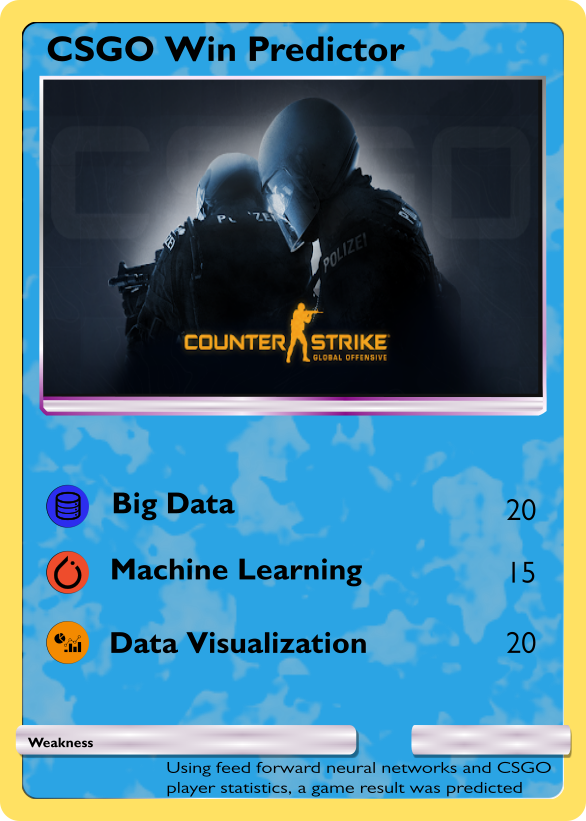 CSGO Win Predictor
CSGO
POLIZEI
POLIZEI
COUNTER STRIKE
GLOBAL OFFENSIVE
Big Data 20
Machine Learning 15
Data Visualization 20
Weakness
Using feed forward neural networks and CSGO
player statistics, a game result was predicted